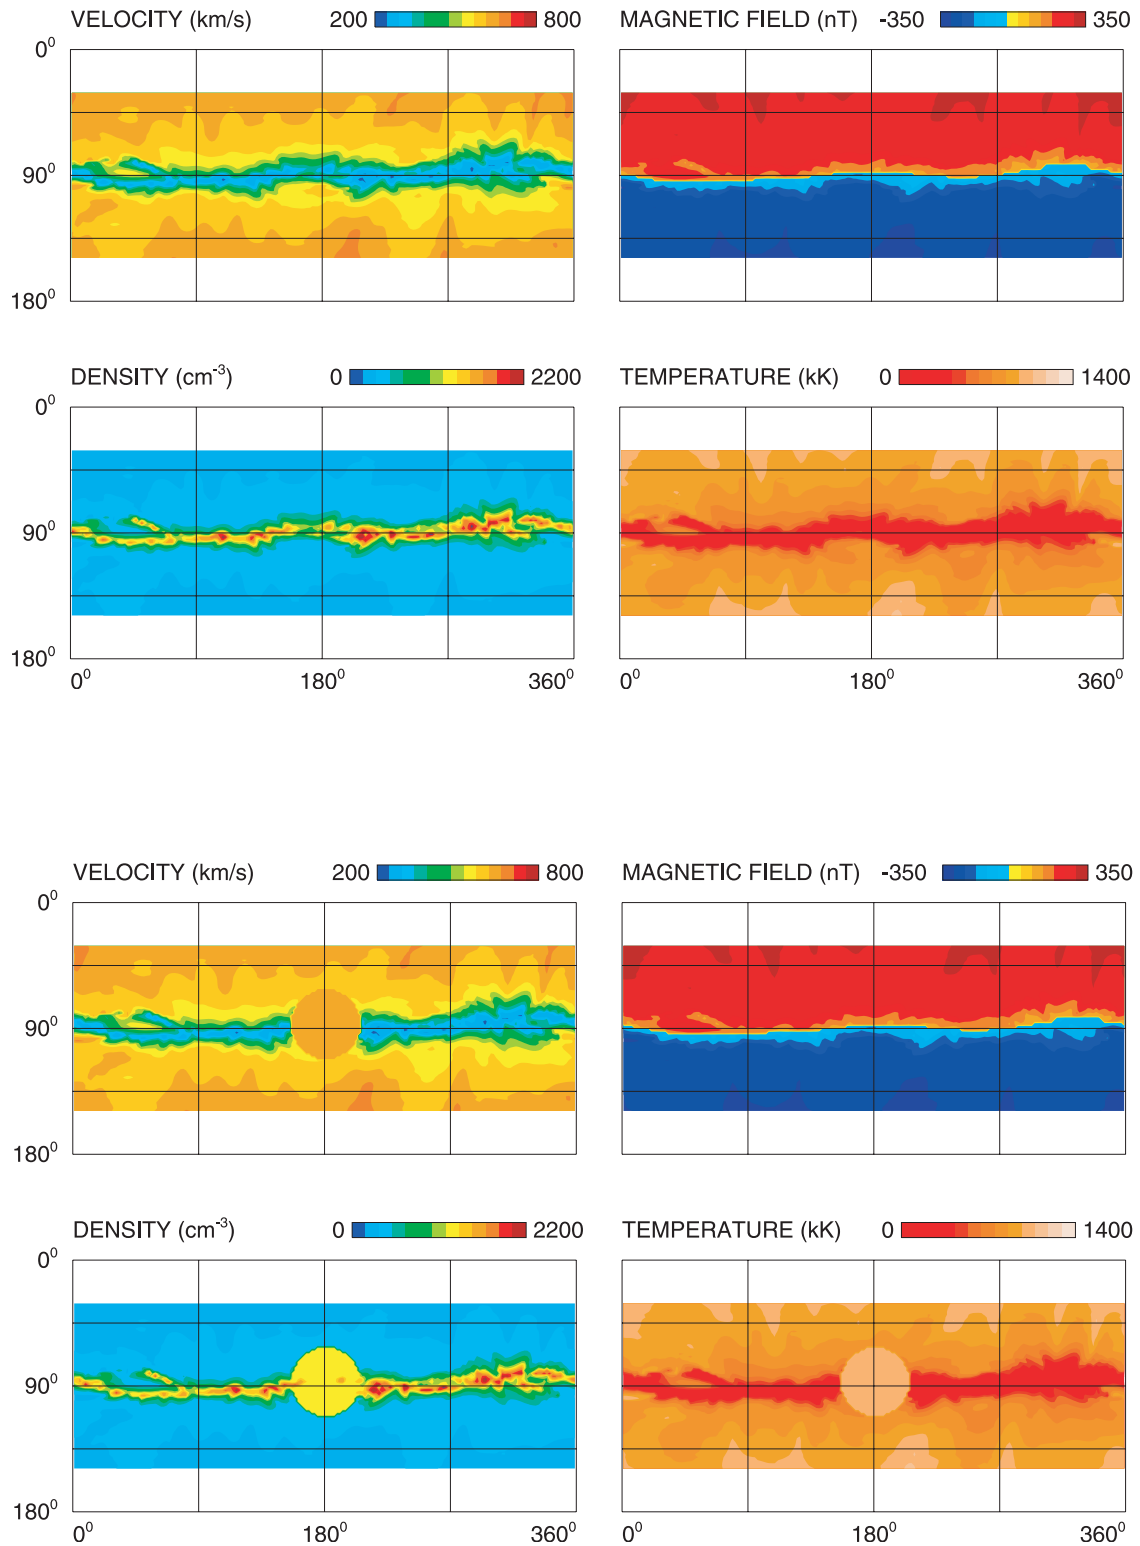 VELOCITY (km/s) 200 800 MAGNETIC FIELD (nT) -350 350
0⁰
90⁰
180⁰
DENSITY (cm⁻³) 0 2200 TEMPERATURE (kK) 0 1400
0⁰
90⁰
180⁰
0⁰ 180⁰ 360⁰ 0⁰ 180⁰ 360⁰
VELOCITY (km/s) 200 800 MAGNETIC FIELD (nT) -350 350
0⁰
90⁰
180⁰
DENSITY (cm⁻³) 0 2200 TEMPERATURE (kK) 0 1400
0⁰
90⁰
180⁰
0⁰ 180⁰ 360⁰ 0⁰ 180⁰ 360⁰